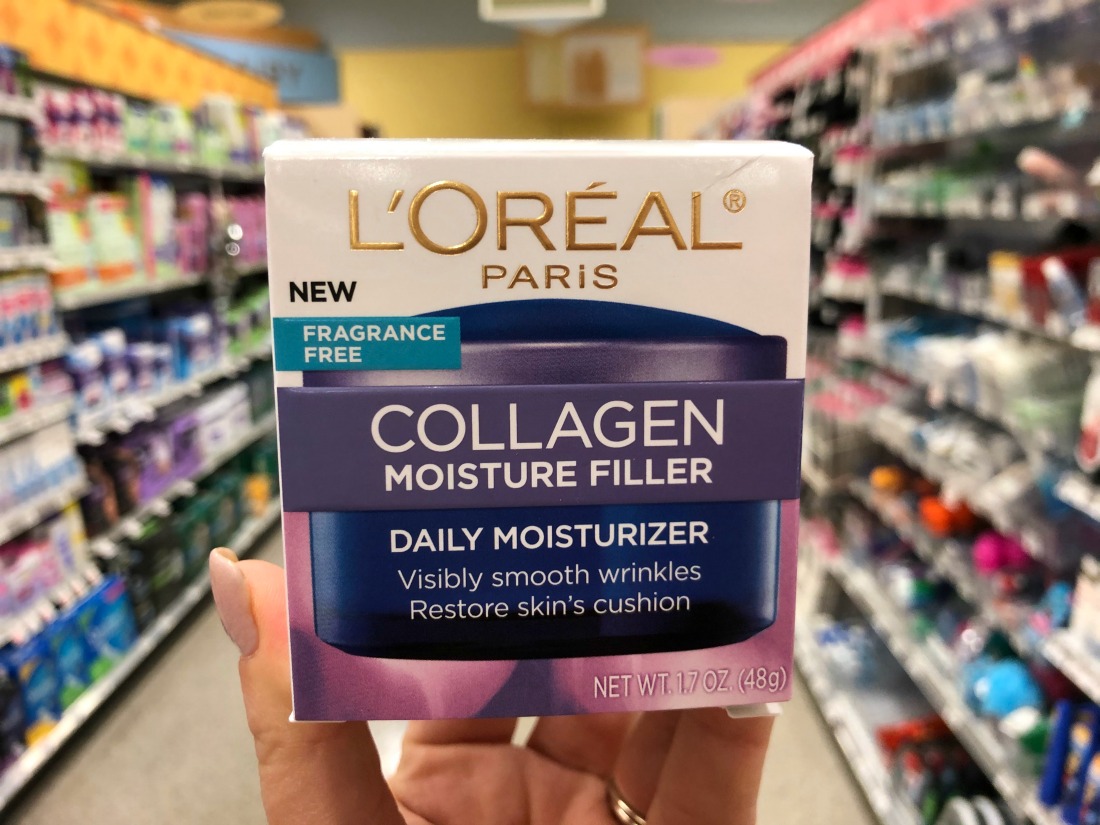 L'ORÉAL®
PARiS
NEW
FRAGRANCE
FREE
COLLAGEN
MOISTURE FILLER
DAILY MOISTURIZER
Visibly smooth wrinkles
Restore skin's cushion
NET WT. 1.7 OZ. (48g)